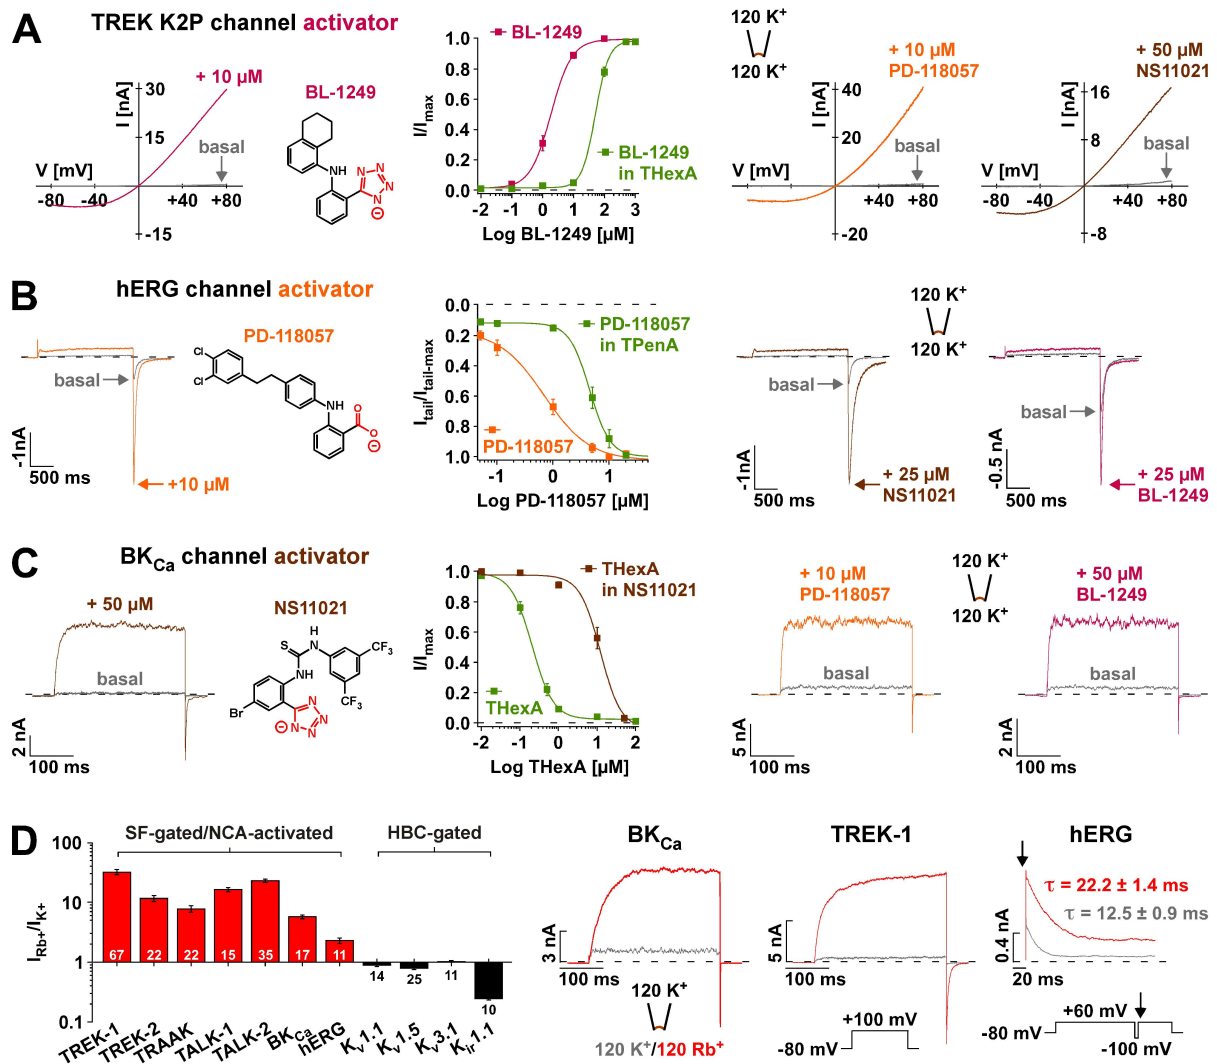 A
TREK K2P channel activator
+ 10 µM
BL-1249
I [nA]
30
15
basal
V [mV]
-80
-40
+40
+80
-15
NH
N
N
N
N
⊖
I/Imax
1.0
0.8
0.6
0.4
0.2
0.0
BL-1249
BL-1249
in THexA
-2
-1
0
1
2
3
Log BL-1249 [µM]
120 K+
120 K+
+ 10 µM
PD-118057
I [nA]
40
20
basal
V [mV]
-80
-40
+40
+80
-20
+ 50 µM
NS11021
I [nA]
16
8
basal
V [mV]
-80
-40
+40
+80
-8
B
hERG channel activator
PD-118057
basal
-1nA
500 ms
+10 µM
Cl
Cl
NH
O
O
⊖
Itail/Itail-max
0.0
0.2
0.4
0.6
0.8
1.0
PD-118057
in TPenA
PD-118057
-1
0
1
Log PD-118057 [µM]
120 K+
120 K+
basal
-1nA
500 ms
+ 25 µM
NS11021
basal
-0.5 nA
500 ms
+ 25 µM
BL-1249
C
BKCa channel activator
+ 50 µM
basal
2 nA
100 ms
NS11021
H
N
S
CF3
NH
CF3
Br
N
N
N
N
⊖
I/Imax
1.0
0.8
0.6
0.4
0.2
0.0
THexA
in NS11021
THexA
-2
-1
0
1
2
Log THexA [µM]
+ 10 µM
PD-118057
basal
5 nA
100 ms
120 K+
120 K+
+ 50 µM
BL-1249
basal
2 nA
100 ms
D
SF-gated/NCA-activated
HBC-gated
IRb+/IK+
100
10
1
0.1
67
22
22
15
35
17
11
14
25
11
10
TREK-1
TREK-2
TRAAK
TALK-1
TALK-2
BKCa
hERG
Kv1.1
Kv1.5
Kv3.1
Kir1.1
BKCa
3 nA
100 ms
120 K+
120 K+/120 Rb+
TREK-1
5 nA
100 ms
+100 mV
-80 mV
hERG
τ = 22.2 ± 1.4 ms
τ = 12.5 ± 0.9 ms
0.4 nA
20 ms
+60 mV
-80 mV
-100 mV